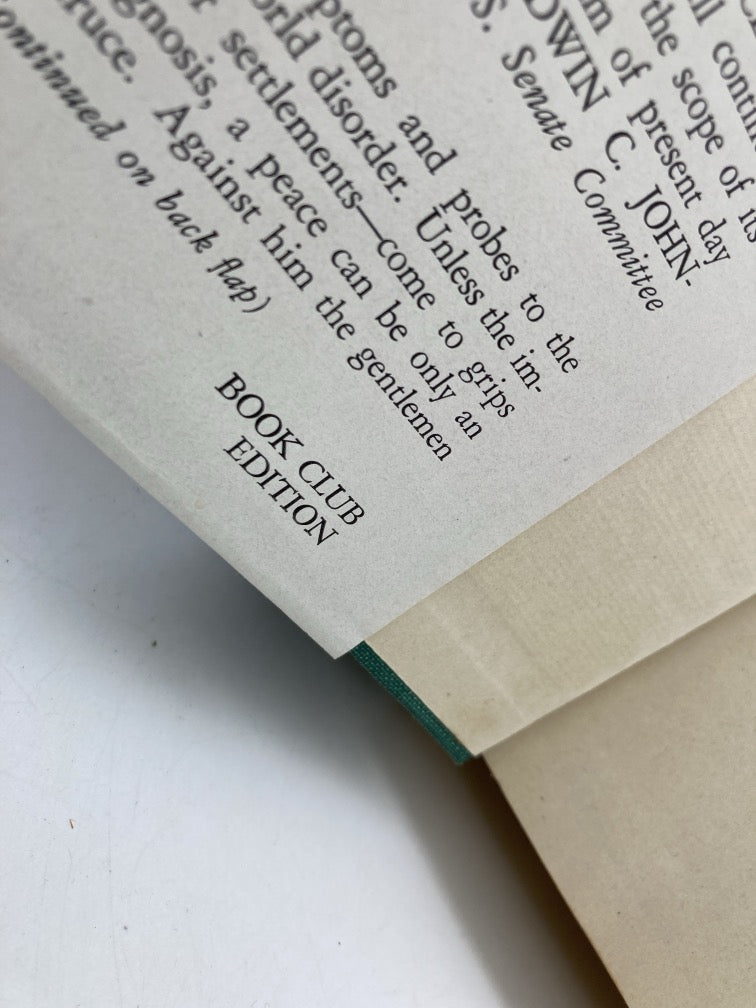 ll contin
the scope of its
m of present day
DWIN C. JOHN-
S. Senate Committee
ptoms and probes to the
orld disorder. Unless the im-
settlements—come to grips
gnosis, a peace can be only an
ruce. Against him the gentlemen
ontinued on back flap)
BOOK CLUB
EDITION